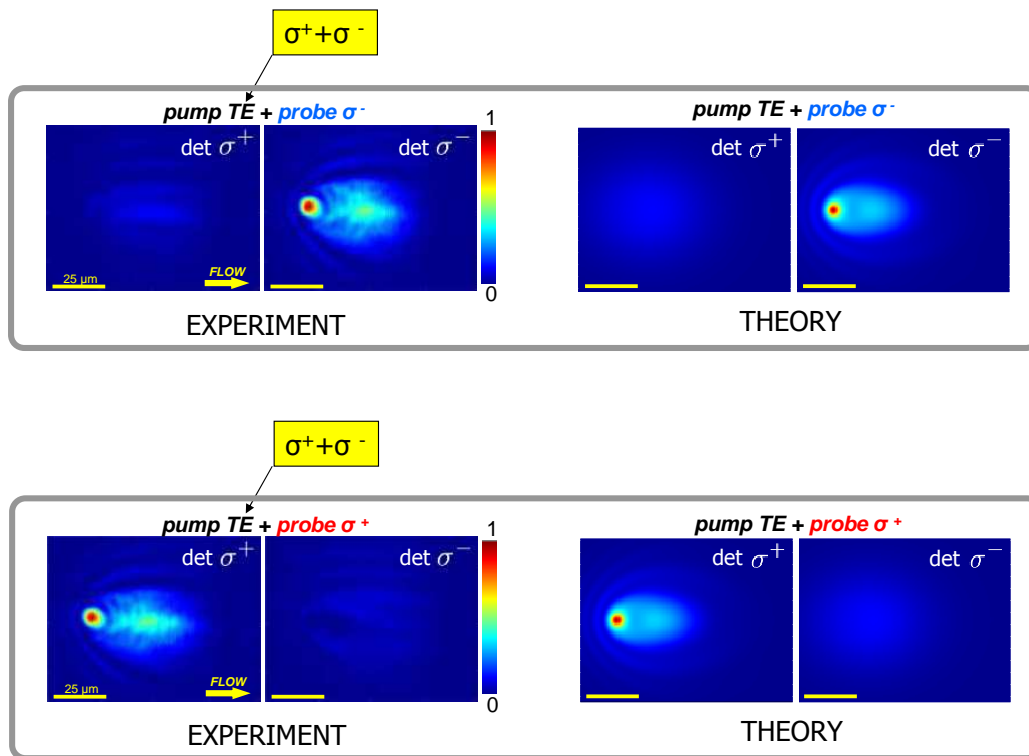 σ⁺+σ ⁻
pump TE + probe σ⁻ pump TE + probe σ⁻
det σ⁺ det σ⁻ 1 det σ⁺ det σ⁻
25 µm FLOW 0
EXPERIMENT THEORY
σ⁺+σ ⁻
pump TE + probe σ ⁺ pump TE + probe σ ⁺
det σ⁺ det σ⁻ 1 det σ⁺ det σ⁻
25 µm FLOW 0
EXPERIMENT THEORY